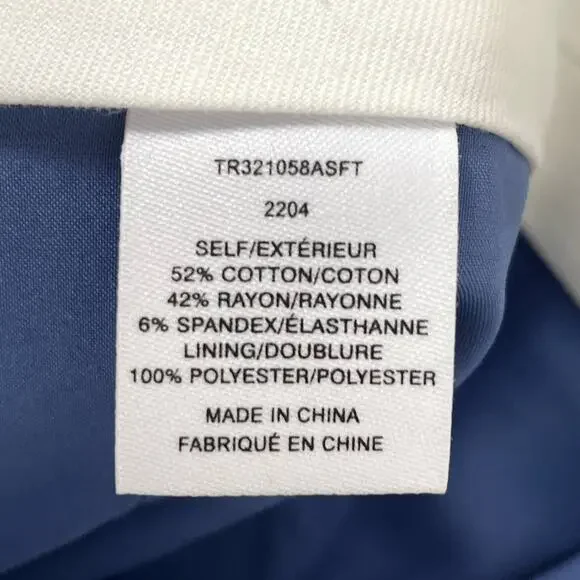 TR321058ASFT
2204
SELF/EXTÉRIEUR
52% COTTON/COTON
42% RAYON/RAYONNE
6% SPANDEX/ÉLASTHANNE
LINING/DOUBLURE
100% POLYESTER/POLYESTER
MADE IN CHINA
FABRIQUÉ EN CHINE